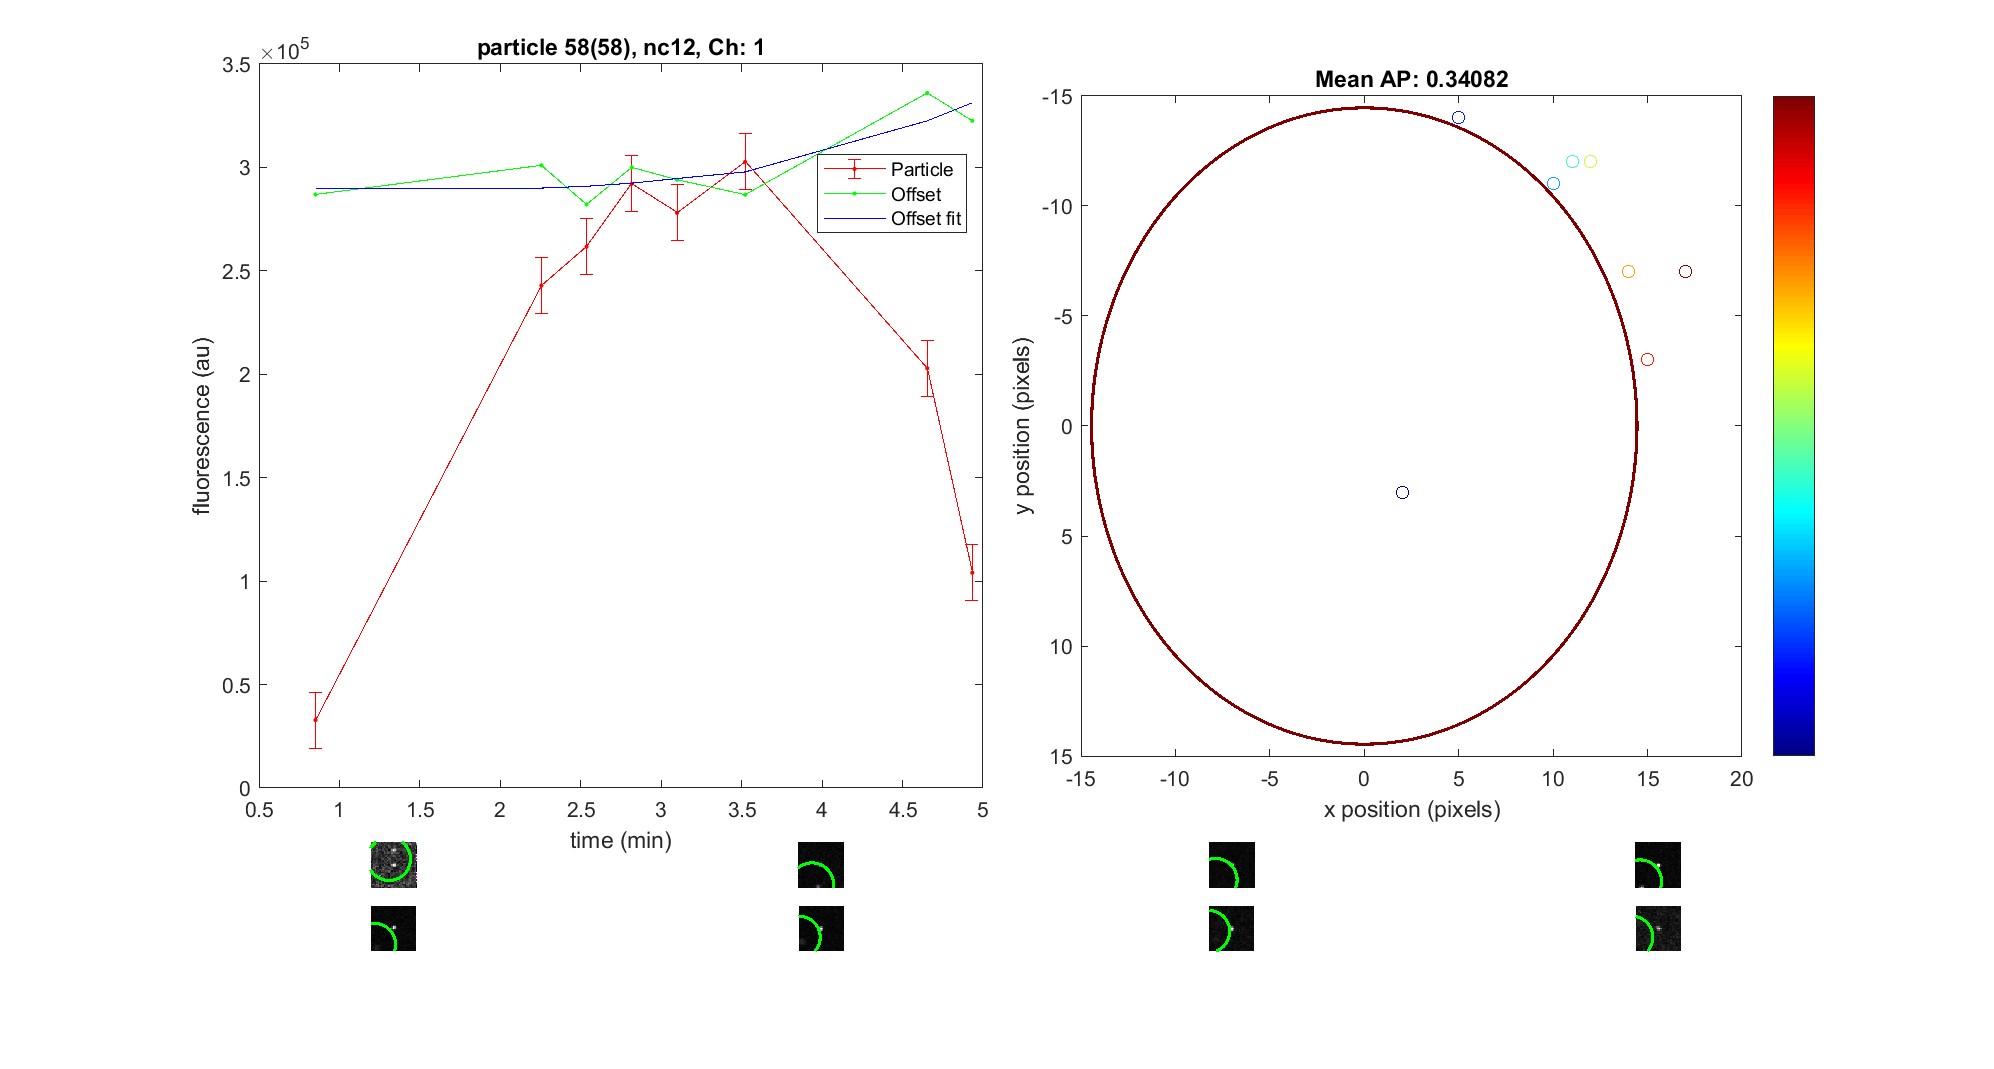 particle 58(58), nc12, Ch: 1
×10^5
3.5
3
2.5
2
1.5
1
0.5
0
fluorescence (au)
0.5 1 1.5 2 2.5 3 3.5 4 4.5 5
time (min)
Particle
Offset
Offset fit
Mean AP: 0.34082
-15
-10
-5
0
5
10
15
y position (pixels)
-15 -10 -5 0 5 10 15 20
x position (pixels)